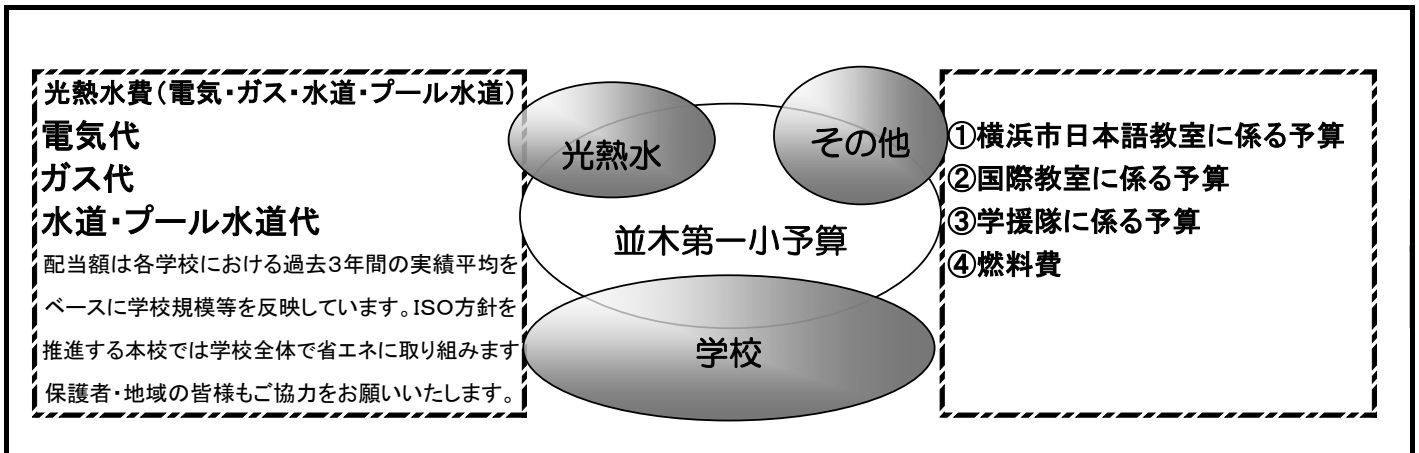 光熱水費（電気・ガス・水道・プール水道）
電気代
ガス代
水道・プール水道代
配当額は各学校における過去３年間の実績平均を
ベースに学校規模等を反映しています。ISO方針を
推進する本校では学校全体で省エネに取り組みます
保護者・地域の皆様もご協力をお願いいたします。
光熱水
その他
並木第一小予算
学校
①横浜市日本語教室に係る予算
②国際教室に係る予算
③学援隊に係る予算
④燃料費